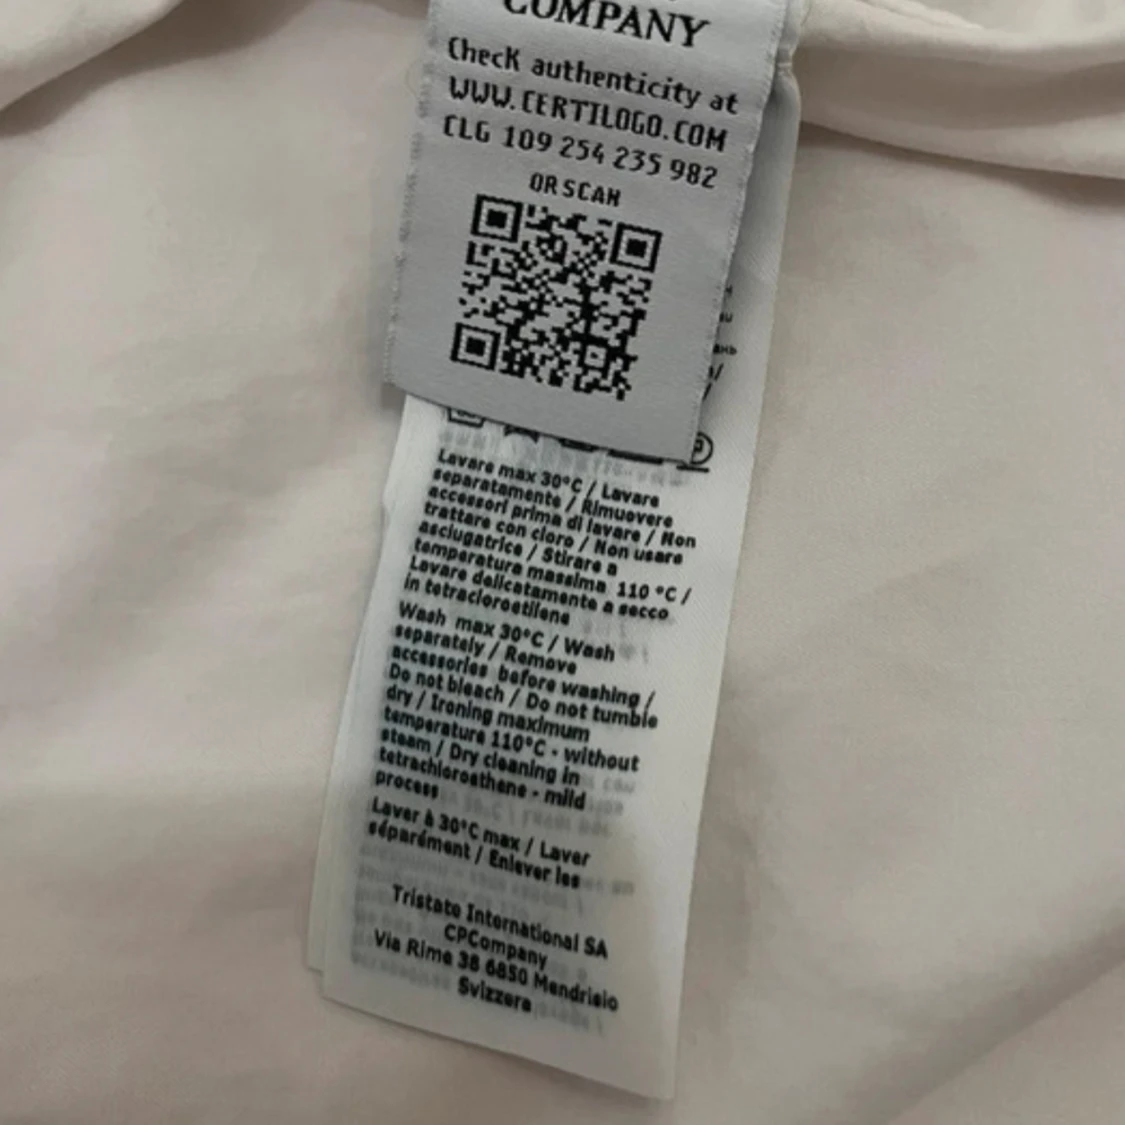 COMPANY
Check authenticity at
WWW.CERTILOGO.COM
CLG 109 254 235 982
OR SCAN
Lavare max 30°C / Lavare
separatamente / Rimuovere
accessori prima di lavare / Non
trattare con cloro / Non usare
asciugatrice / Stirare a
temperatura massima 110 °C /
Lavare delicatamente a secco
in tetracloroetilene
Wash max 30°C / Wash
separately / Remove
accessories before washing /
Do not bleach / Do not tumble
dry / Ironing maximum
temperature 110°C - without
steam / Dry cleaning in
tetrachloroethene - mild
process
Laver à 30°C max / Laver
séparément / Enlever les
Tristate International SA
CPCompany
Via Rime 38 6850 Mendrisio
Svizzera